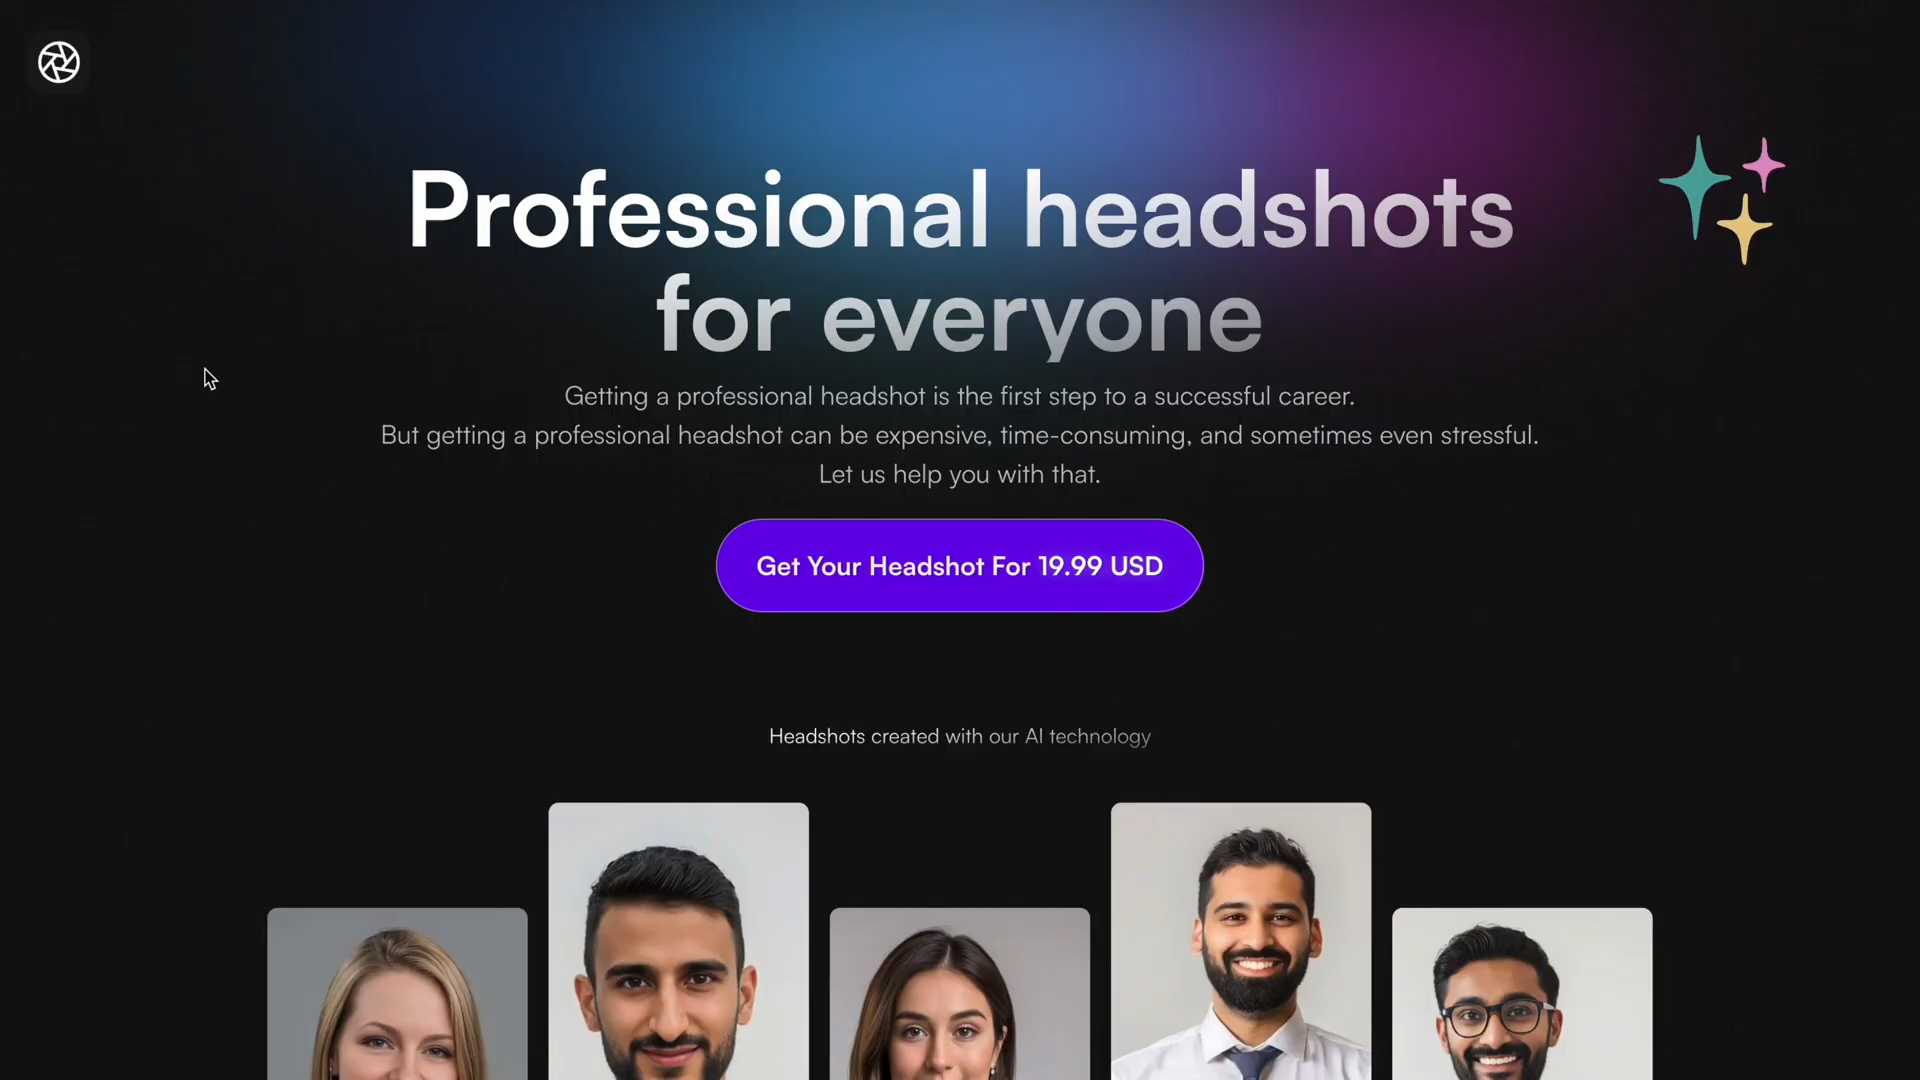 Professional headshots
for everyone
Getting a professional headshot is the first step to a successful career.
But getting a professional headshot can be expensive, time-consuming, and sometimes even stressful.
Let us help you with that.
Get Your Headshot For 19.99 USD
Headshots created with our AI technology